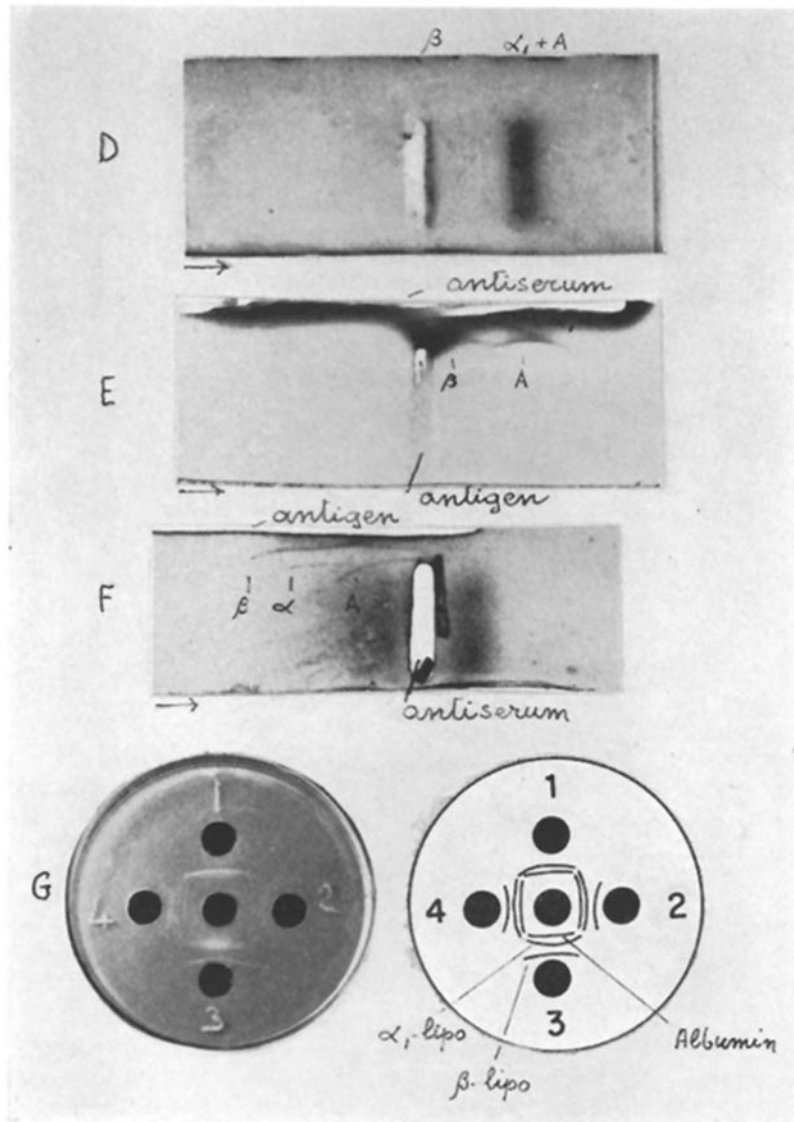 β α₁ + A
D
antiserum
E
β A
antigen
antigen
F
β α A
antiserum
G
1
4 2
3
1
4 2
3
α₁-lipo
β-lipo
Albumin